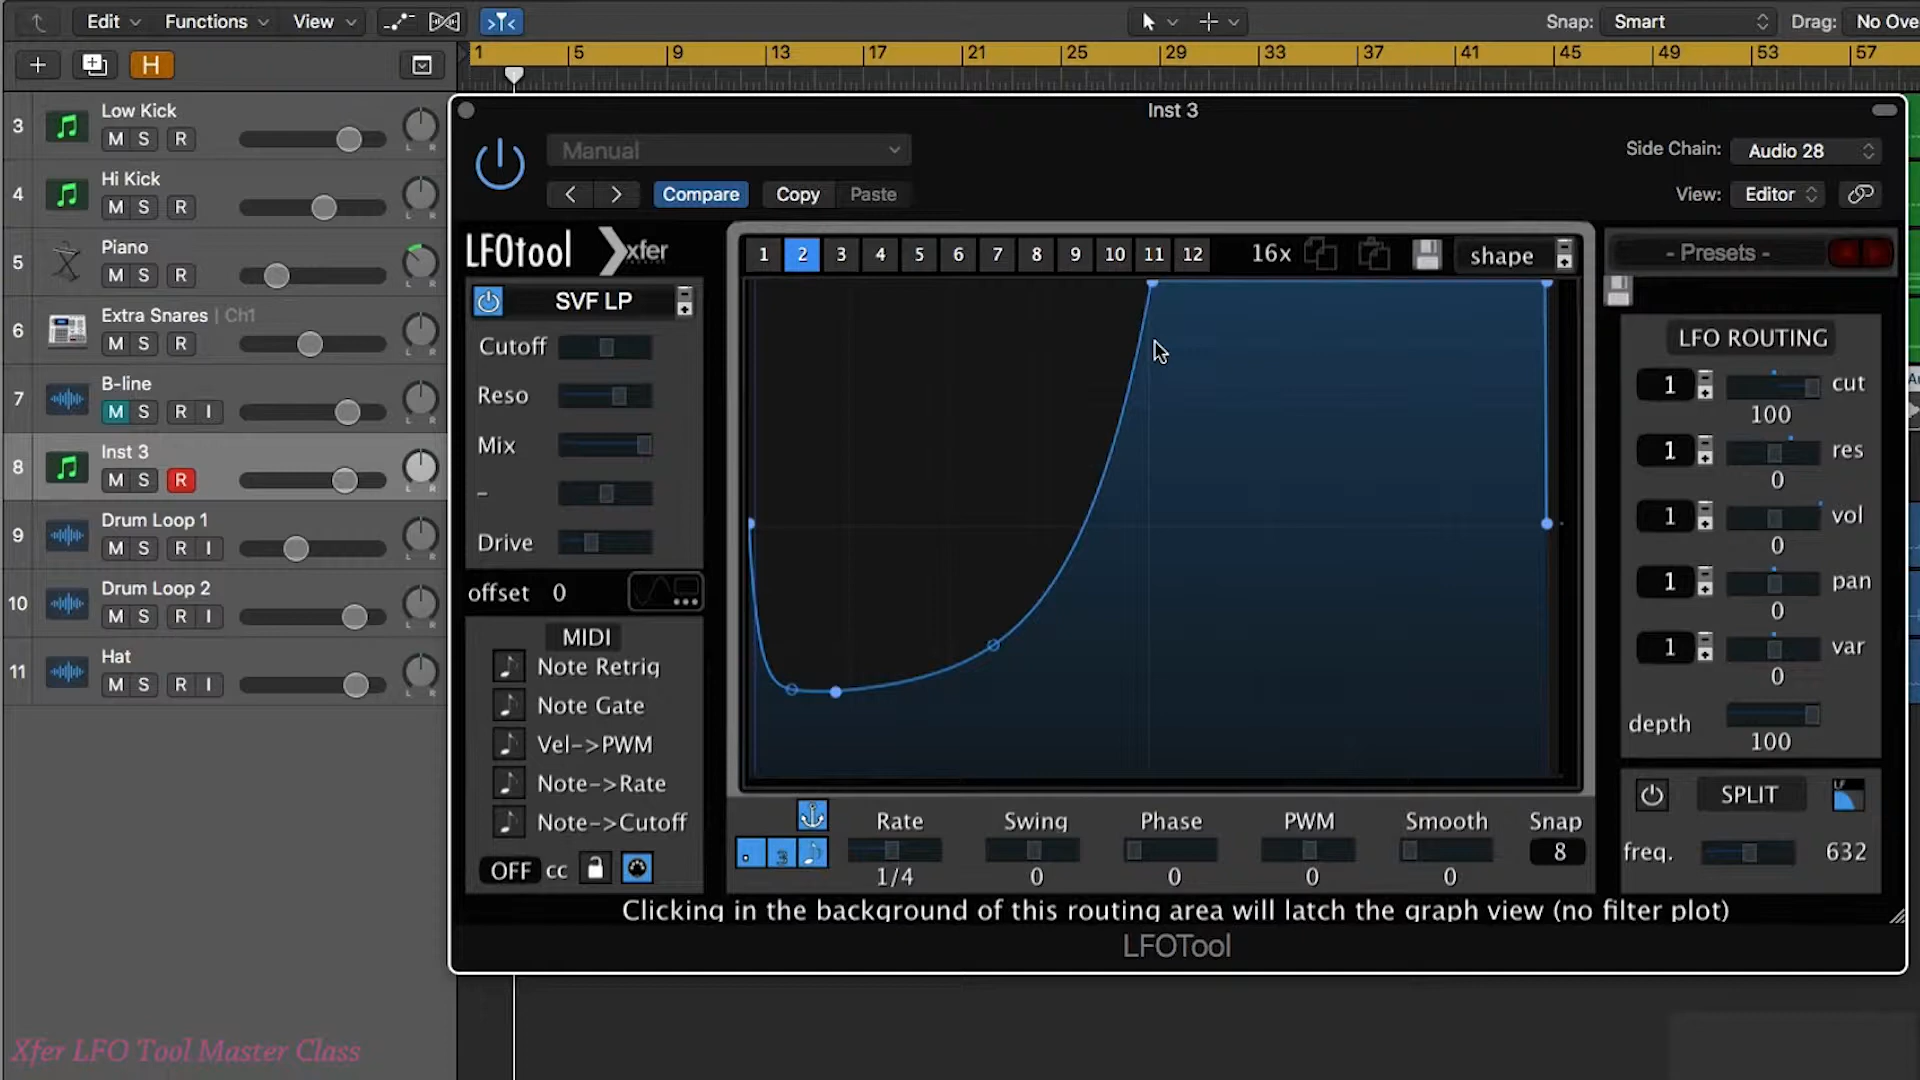 Edit Functions View Snap: Smart Drag: No Ove
1 5 9 13 17 21 25 29 33 37 41 45 49 53 57
H
3 Low Kick
M S R
4 Hi Kick
M S R
5 Piano
M S R
6 Extra Snares | Ch1
M S R
7 B-line
M S R I
8 Inst 3
M S R
9 Drum Loop 1
M S R I
10 Drum Loop 2
M S R I
11 Hat
M S R I
Inst 3
Manual
Side Chain: Audio 28
Compare Copy Paste
View: Editor
LFOtool xfer
1 2 3 4 5 6 7 8 9 10 11 12 16x shape
- Presets -
SVF LP
Cutoff
Reso
Mix
-
Drive
offset 0
MIDI
Note Retrig
Note Gate
Vel->PWM
Note->Rate
Note->Cutoff
OFF cc
LFO ROUTING
1 cut
100
1 res
0
1 vol
0
1 pan
0
1 var
0
depth
100
Rate Swing Phase PWM Smooth Snap
. 3 8
1/4 0 0 0 0
SPLIT LF
freq. 632
Clicking in the background of this routing area will latch the graph view (no filter plot)
LFOTool
Xfer LFO Tool Master Class